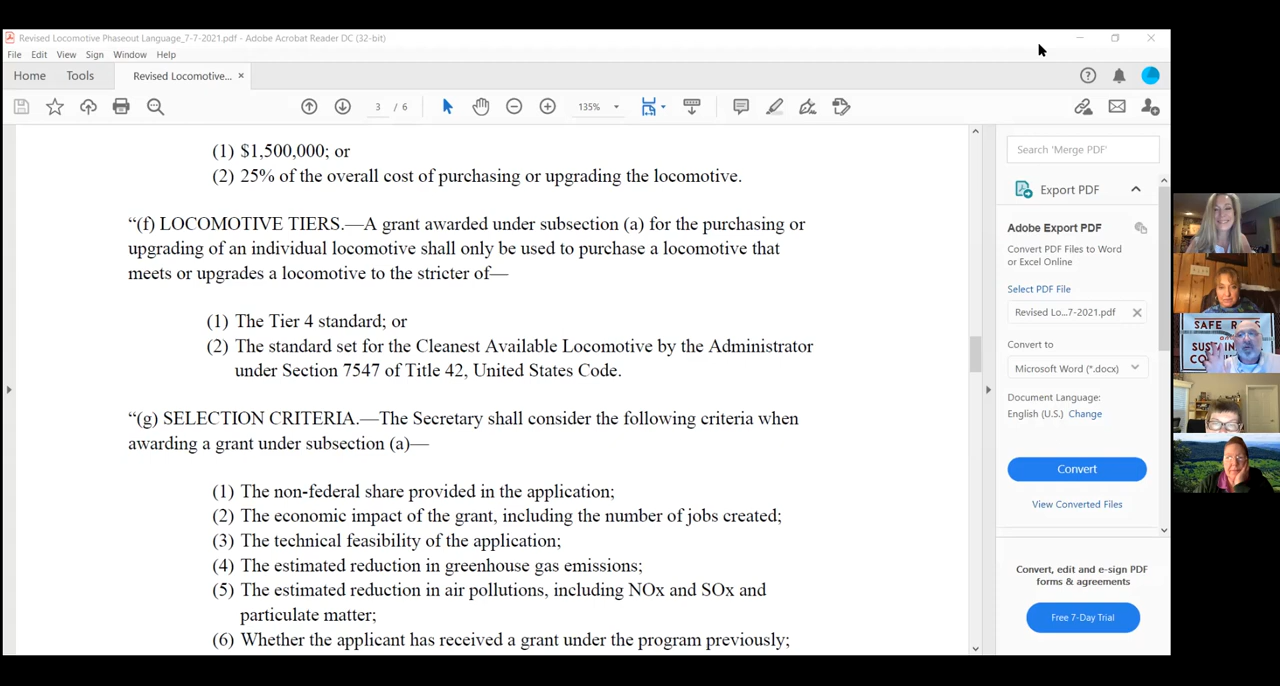 Revised Locomotive Phaseout Language_7-7-2021.pdf - Adobe Acrobat Reader DC (32-bit)
File Edit View Sign Window Help
Home Tools Revised Locomotive... ×
3 / 6 135%
(1) $1,500,000; or
(2) 25% of the overall cost of purchasing or upgrading the locomotive.
“(f) LOCOMOTIVE TIERS.—A grant awarded under subsection (a) for the purchasing or
upgrading of an individual locomotive shall only be used to purchase a locomotive that
meets or upgrades a locomotive to the stricter of—
(1) The Tier 4 standard; or
(2) The standard set for the Cleanest Available Locomotive by the Administrator
under Section 7547 of Title 42, United States Code.
“(g) SELECTION CRITERIA.—The Secretary shall consider the following criteria when
awarding a grant under subsection (a)—
(1) The non-federal share provided in the application;
(2) The economic impact of the grant, including the number of jobs created;
(3) The technical feasibility of the application;
(4) The estimated reduction in greenhouse gas emissions;
(5) The estimated reduction in air pollutions, including NOx and SOx and
particulate matter;
(6) Whether the applicant has received a grant under the program previously;
Search 'Merge PDF'
Export PDF
Adobe Export PDF
Convert PDF Files to Word
or Excel Online
Select PDF File
Revised Lo...7-2021.pdf
Convert to
Microsoft Word (*.docx)
Document Language:
English (U.S.) Change
Convert
View Converted Files
Convert, edit and e-sign PDF
forms & agreements
Free 7-Day Trial
SAFE